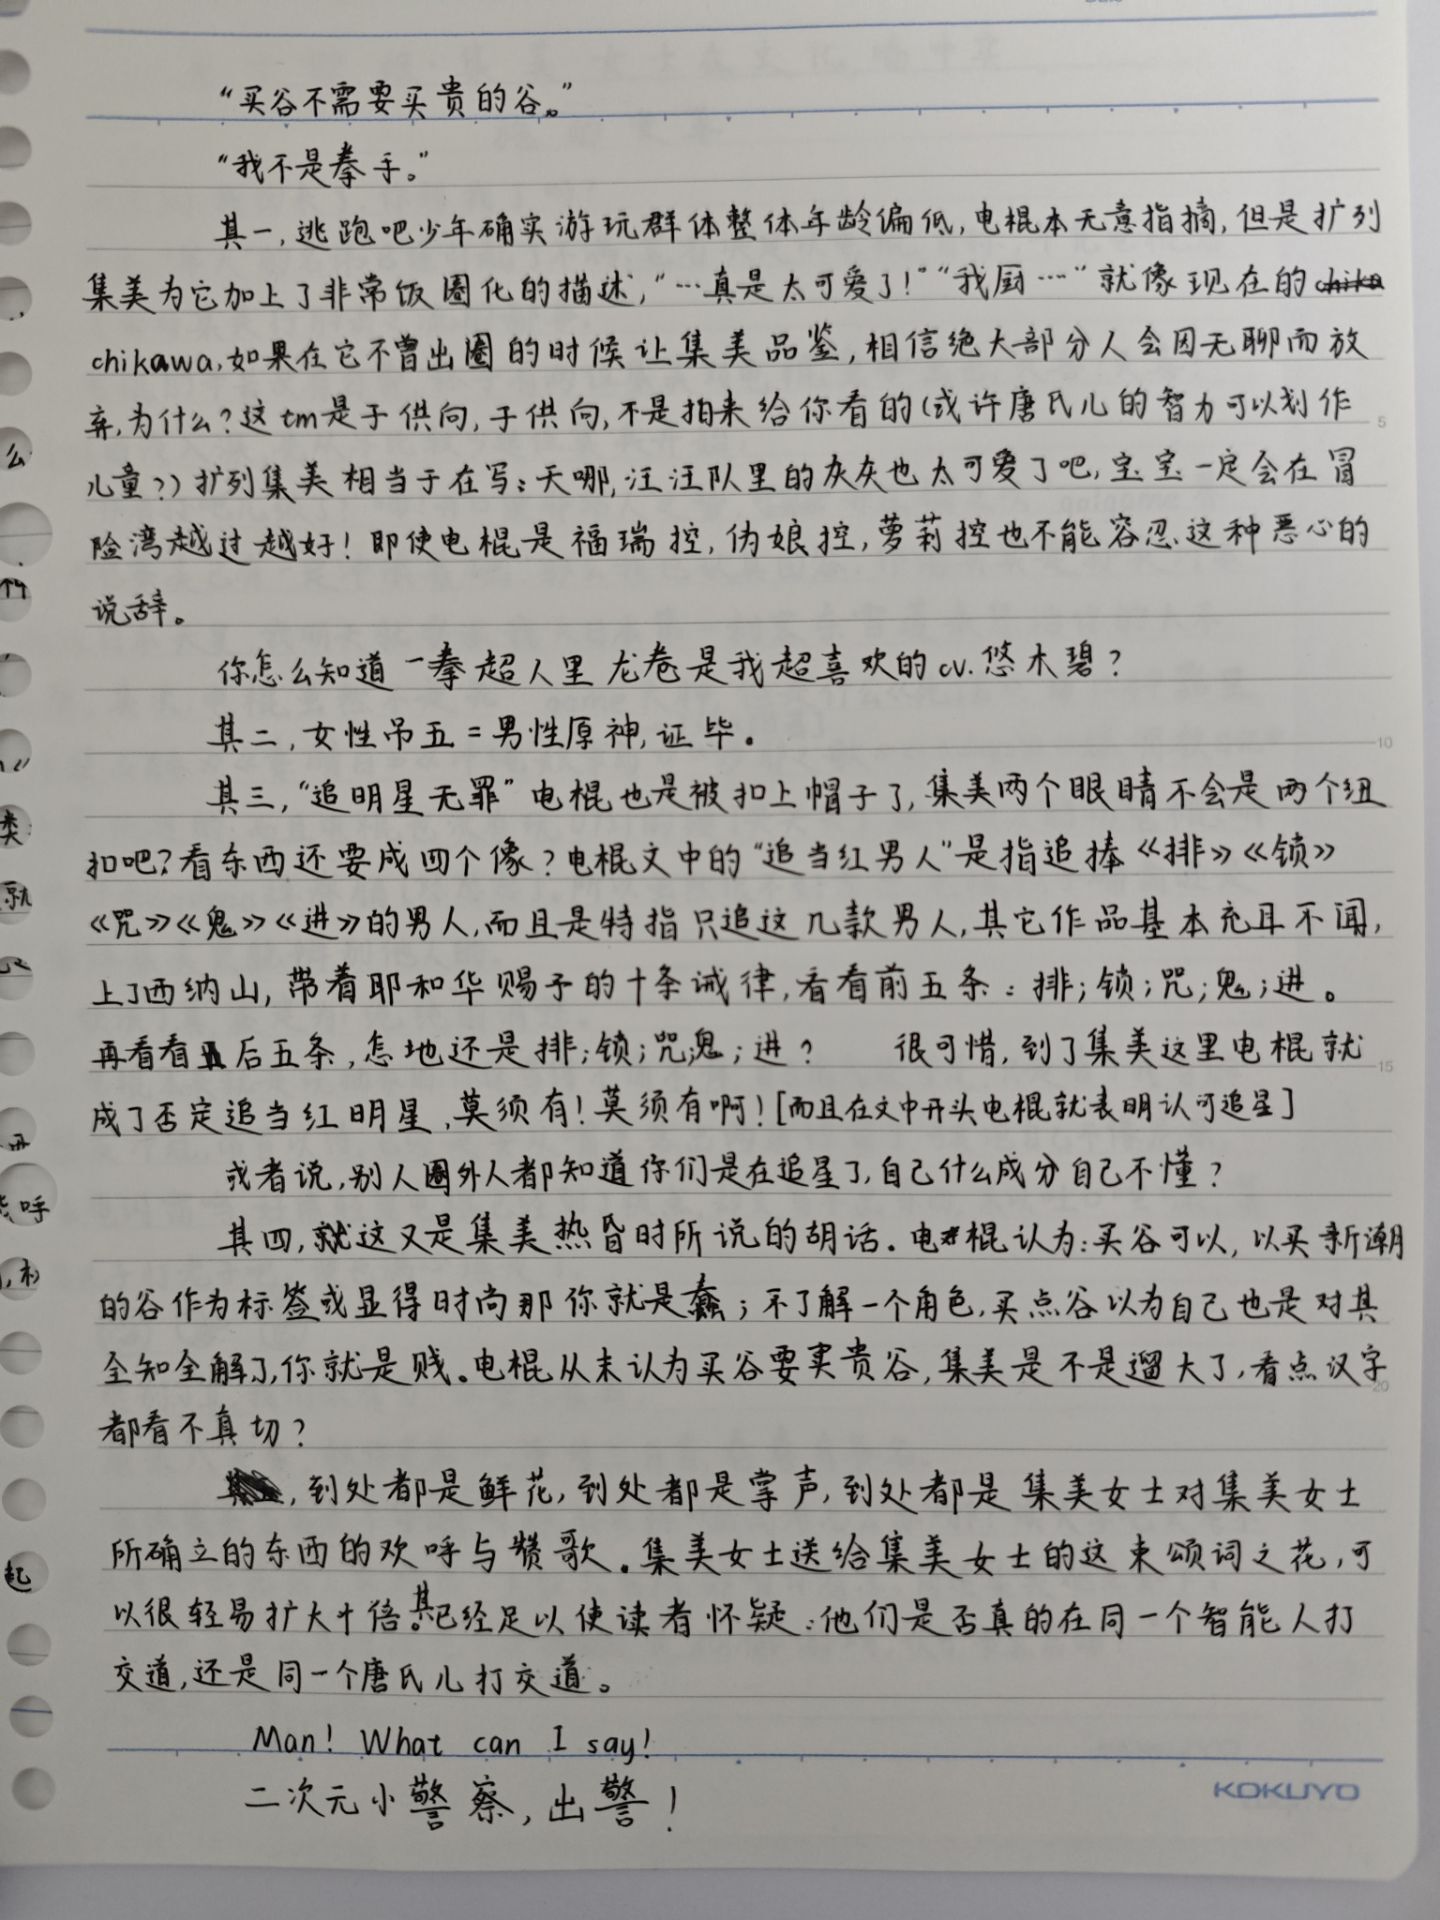 “买谷不需要买贵的谷。”
“我不是拳手。”
其一，逃跑吧少年确实游玩群体整体年龄偏低，电棍本无意指摘，但是扩列
集美为它加上了非常饭圈化的描述，“…真是太可爱了！”“我厨…”就像现在的
chikawa，如果在它不曾出圈的时候让集美品鉴，相信绝大部分人会因无聊而放
弃，为什么？这tm是子供向，子供向，不是拍来给你看的（或许唐氏儿的智力可以划作
儿童？）扩列集美相当于在写：天哪，汪汪队里的灰灰也太可爱了吧，宝宝一定会在冒
险湾越过越好！即使电棍是福瑞控，伪娘控，萝莉控也不能容忍这种恶心的
说辞。
你怎么知道一拳超人里龙卷是我超喜欢的cv.悠木碧？
其二，女性吊五=男性原神，证毕。
其三，“追明星无罪”电棍也是被扣上帽子了，集美两个眼睛不会是两个纽
扣吧？看东西还要成四个像？电棍文中的“追当红男人”是指追捧《排》《锁》
《咒》《鬼》《进》的男人，而且是特指只追这几款男人，其它作品基本充耳不闻，
上了西纳山，带着耶和华赐予的十条诫律，看看前五条：排；锁；咒；鬼；进。
再看看后五条，怎地还是排；锁；咒；鬼；进？ 很可惜，到了集美这里电棍就
成了否定追当红明星，莫须有！莫须有啊！[而且在文中开头电棍就表明认可追星]
或者说，别人圈外人都知道你们是在追星了，自己什么成分自己不懂？
其四，就这又是集美热昏时所说的胡话。电棍认为：买谷可以，以买新潮
的谷作为标签或显得时尚那你就是蠢；不了解一个角色，买点谷以为自己也是对其
全知全解了，你就是贱。电棍从未认为买谷要买贵谷，集美是不是遛大了，看点汉字
都看不真切？
，到处都是鲜花，到处都是掌声，到处都是集美女士对集美女士
所确立的东西的欢呼与赞歌。集美女士送给集美女士的这束颂词之花，可
以很轻易扩大十倍。其已经足以使读者怀疑：他们是否真的在同一个智能人打
交道，还是同一个唐氏儿打交道。
Man! What can I say!
二次元小警察，出警！
KOKUYO